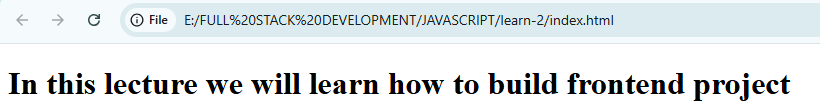 File E:/FULL%20STACK%20DEVELOPMENT/JAVASCRIPT/learn-2/index.html
In this lecture we will learn how to build frontend project